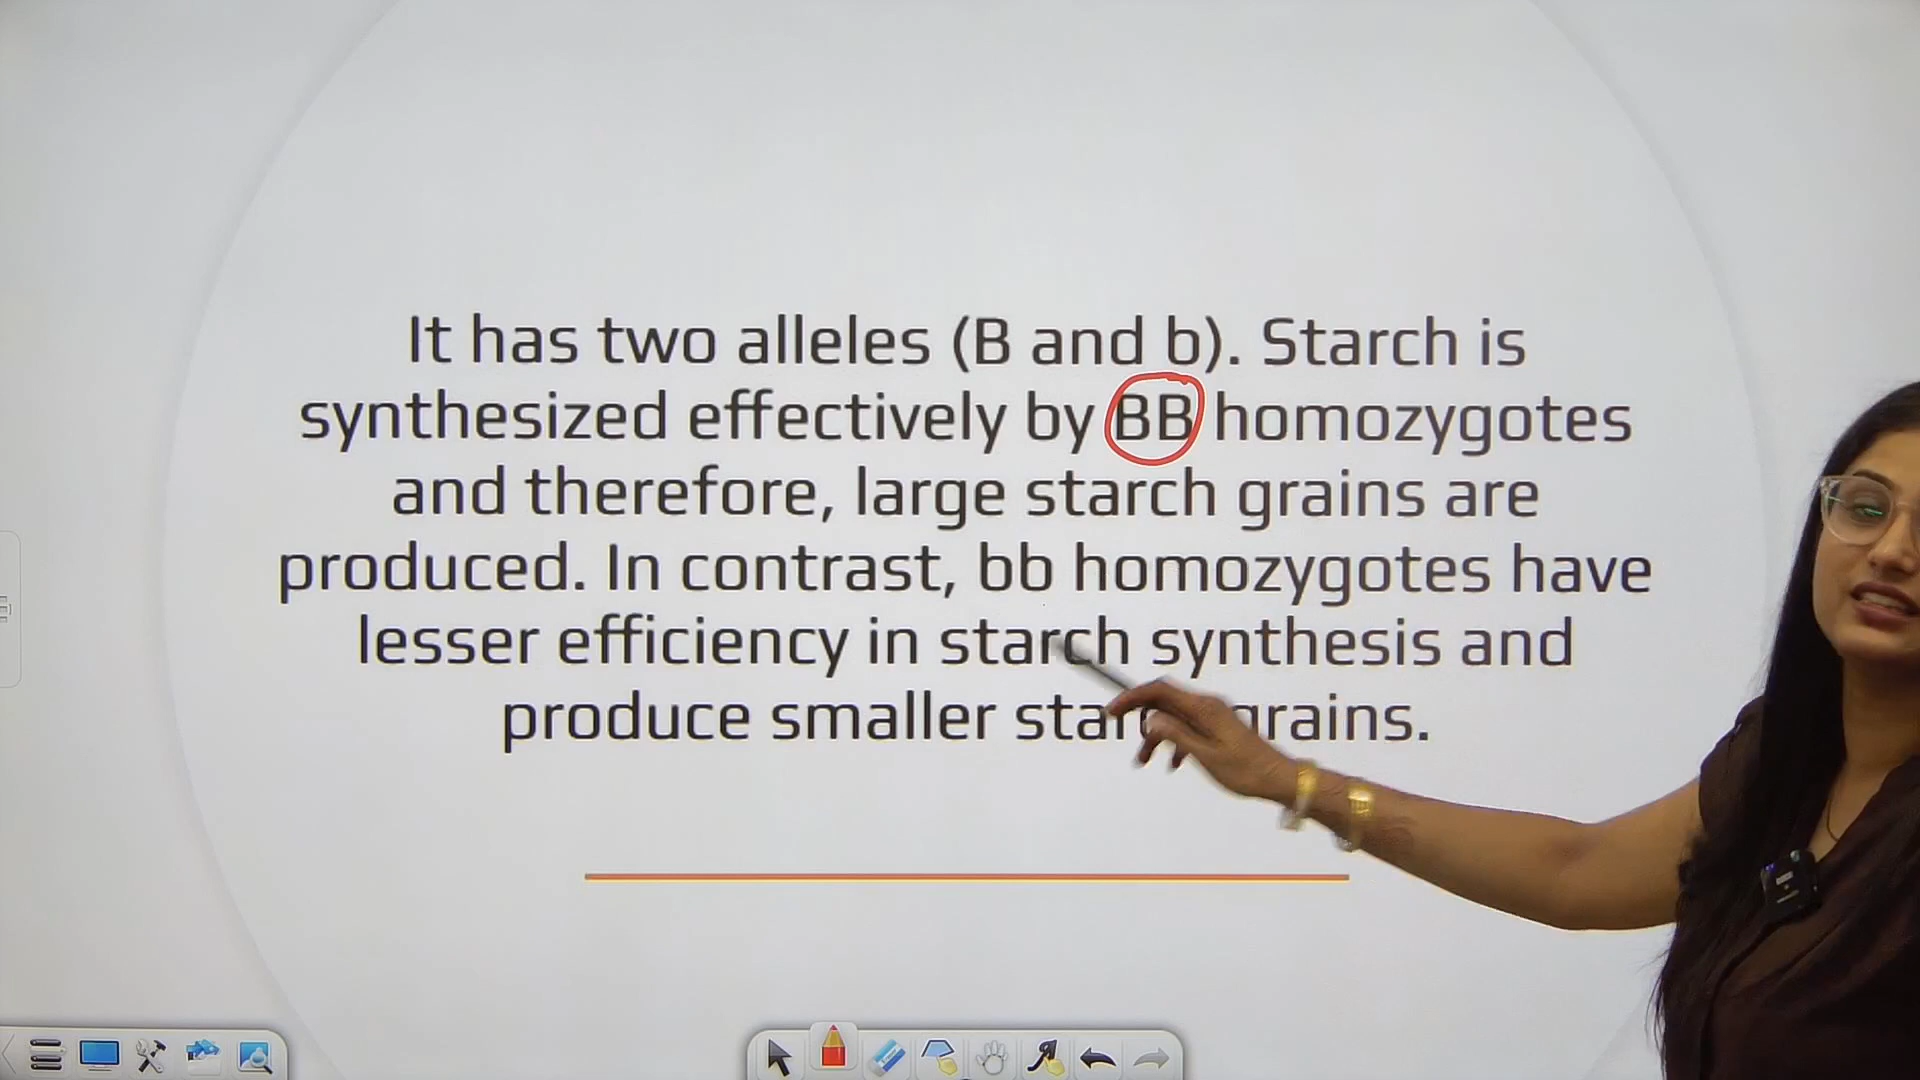 It has two alleles (B and b). Starch is
synthesized effectively by BB homozygotes
and therefore, large starch grains are
produced. In contrast, bb homozygotes have
lesser efficiency in starch synthesis and
produce smaller grains.